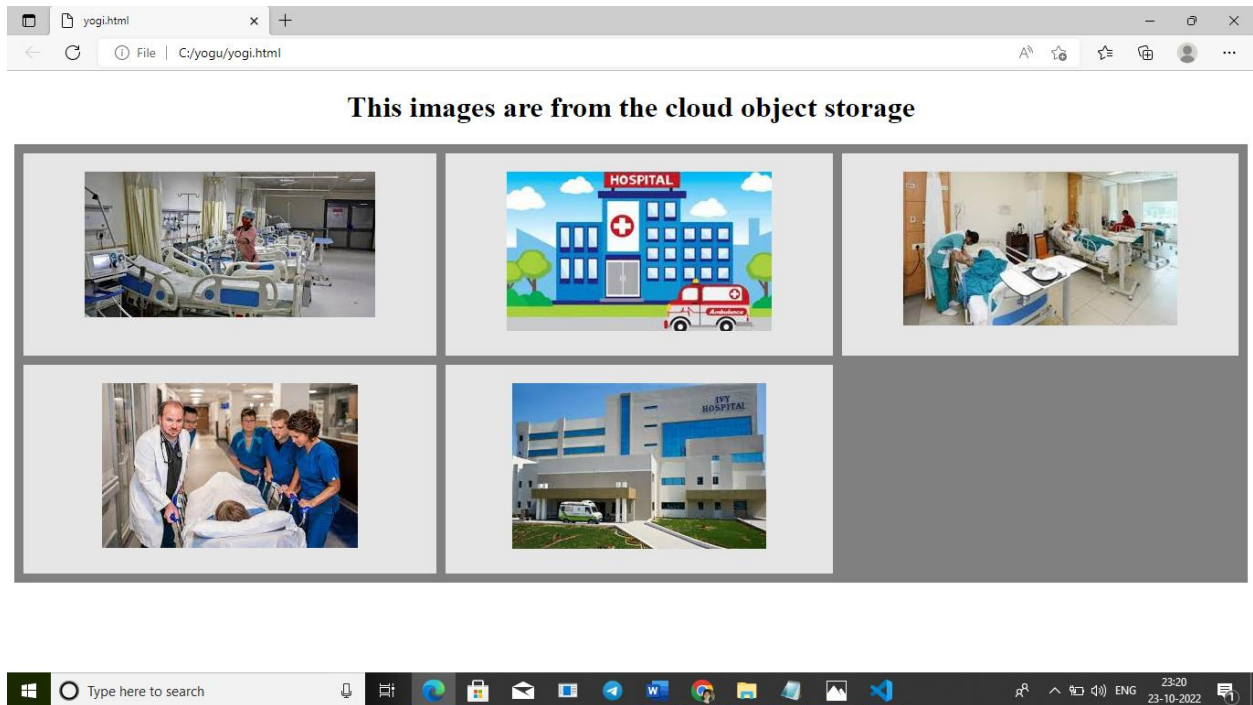 yogi.html
File | C:/yogu/yogi.html
This images are from the cloud object storage
HOSPITAL
Ambulance
IVY
HOSPITAL
Type here to search
ENG
23:20
23-10-2022